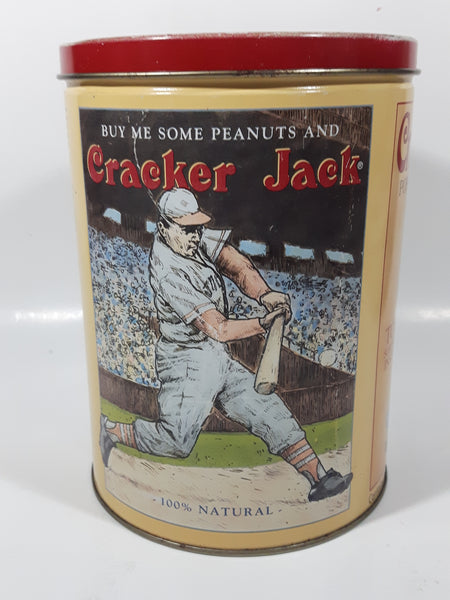 BUY ME SOME PEANUTS AND
Cracker Jack®
- 100% NATURAL -